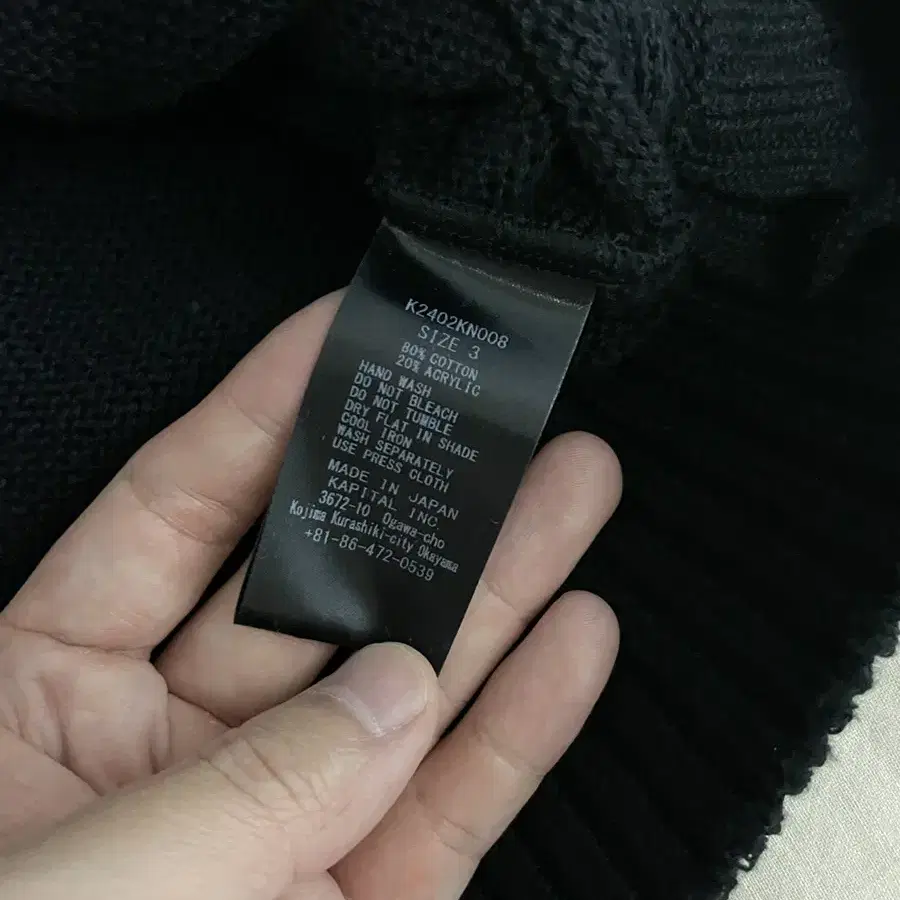 K2402KN008
SIZE 3
80% COTTON
20% ACRYLIC
HAND WASH
DO NOT BLEACH
DO NOT TUMBLE
DRY FLAT IN SHADE
COOL IRON
WASH SEPARATELY
USE PRESS CLOTH
MADE IN JAPAN
KAPITAL INC.
3672-10 Ogawa-cho
Kojima Kurashiki-city Okayama
+81-86-472-0539